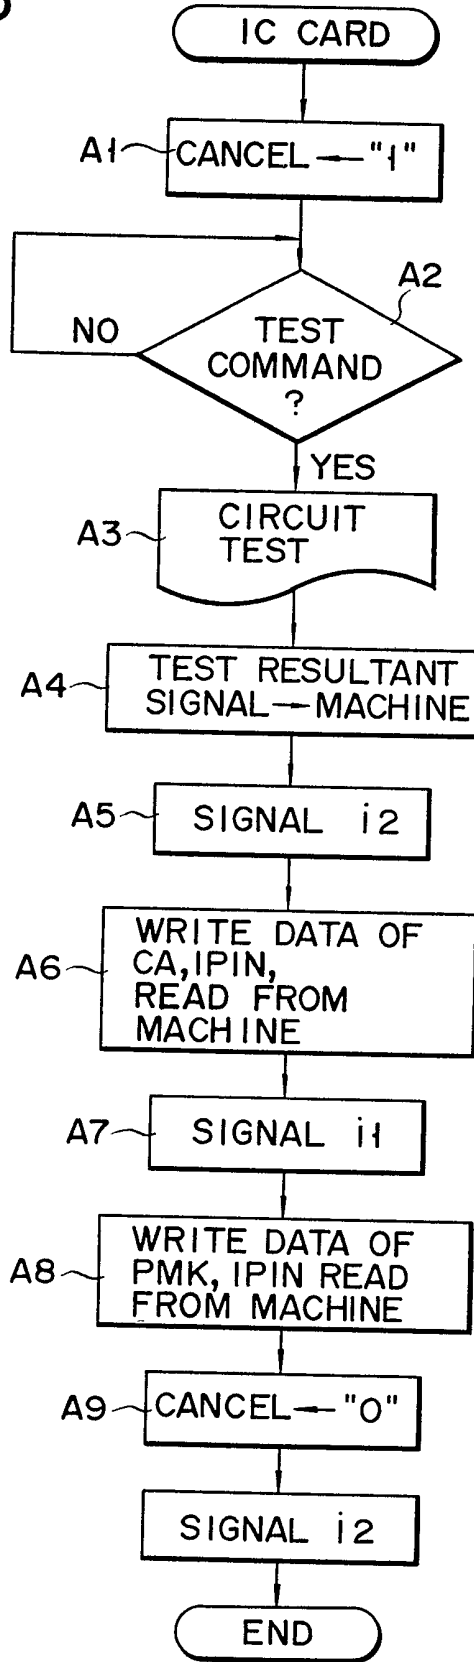 IC CARD
A1 CANCEL ← "1"
A2
NO
TEST
COMMAND
?
YES
A3
CIRCUIT
TEST
A4
TEST RESULTANT
SIGNAL → MACHINE
A5 SIGNAL i2
A6
WRITE DATA OF
CA, IPIN,
READ FROM
MACHINE
A7 SIGNAL i1
A8
WRITE DATA OF
PMK, IPIN READ
FROM MACHINE
A9 CANCEL ← "0"
SIGNAL i2
END